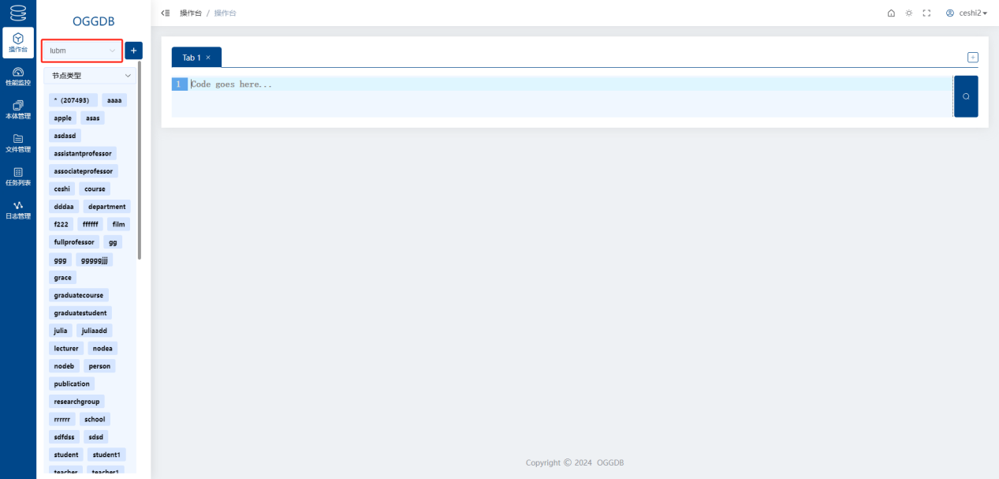 OGGDB
操作台 / 操作台
ceshi2
操作台
性能监控
本体管理
文件管理
任务列表
日志管理
lubm
+
节点类型
* (207493) aaaa
apple asas
asdasd
assistantprofessor
associateprofessor
ceshi course
dddaa department
f222 ffffff film
fullprofessor gg
ggg gggggjjj
grace
graduatecourse
graduatestudent
julia juliaadd
lecturer nodea
nodeb person
publication
researchgroup
rrrrrr school
sdfdss sdsd
student student1
teacher teacher1
Tab 1 ×
1 Code goes here...
Copyright © 2024 OGGDB